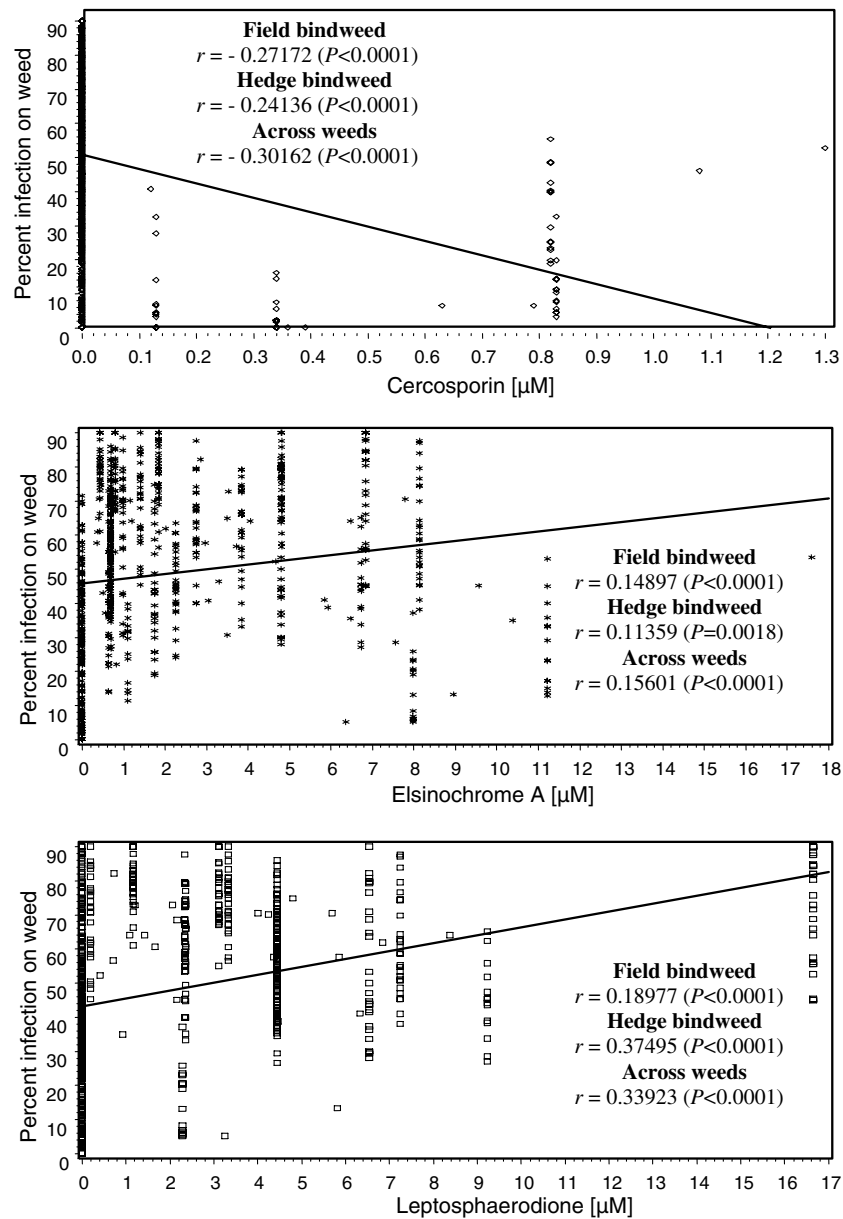 Percent infection on weed
90
80
70
60
50
40
30
20
10
0
Field bindweed
r = - 0.27172 (P<0.0001)
Hedge bindweed
r = - 0.24136 (P<0.0001)
Across weeds
r = - 0.30162 (P<0.0001)
0.0 0.1 0.2 0.3 0.4 0.5 0.6 0.7 0.8 0.9 1.0 1.1 1.2 1.3
Cercosporin [µM]
Percent infection on weed
90
80
70
60
50
40
30
20
10
0
Field bindweed
r = 0.14897 (P<0.0001)
Hedge bindweed
r = 0.11359 (P=0.0018)
Across weeds
r = 0.15601 (P<0.0001)
0 1 2 3 4 5 6 7 8 9 10 11 12 13 14 15 16 17 18
Elsinochrome A [µM]
Percent infection on weed
90
80
70
60
50
40
30
20
10
0
Field bindweed
r = 0.18977 (P<0.0001)
Hedge bindweed
r = 0.37495 (P<0.0001)
Across weeds
r = 0.33923 (P<0.0001)
0 1 2 3 4 5 6 7 8 9 10 11 12 13 14 15 16 17
Leptosphaerodione [µM]